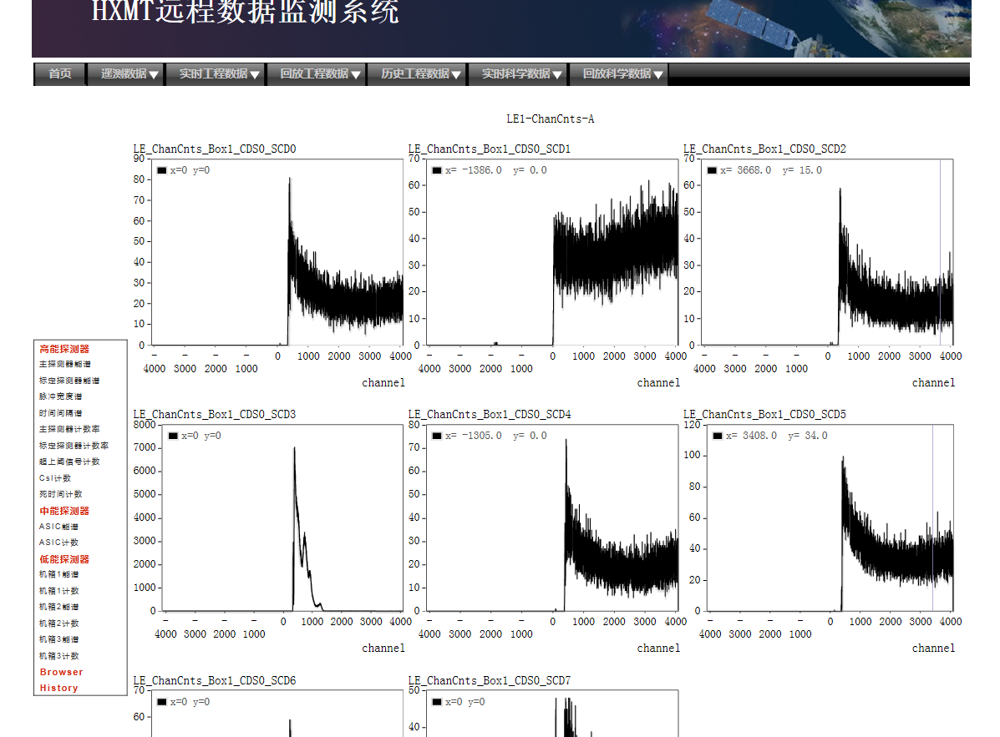 HXMT远程数据监测系统
首页 遥测数据 实时工程数据 回放工程数据 历史工程数据 实时科学数据 回放科学数据
LE1-ChanCnts-A
LE_ChanCnts_Box1_CDS0_SCD0
90
80
70
60
50
40
30
20
10
0
x=0 y=0
- - - - 0 1000 2000 3000 4000
4000 3000 2000 1000
channel
LE_ChanCnts_Box1_CDS0_SCD1
70
60
50
40
30
20
10
0
x= -1386.0 y= 0.0
- - - - 0 1000 2000 3000 4000
4000 3000 2000 1000
channel
LE_ChanCnts_Box1_CDS0_SCD2
70
60
50
40
30
20
10
0
x= 3668.0 y= 15.0
- - - - 0 1000 2000 3000 4000
4000 3000 2000 1000
channel
高能探测器
主探测器能谱
标定探测器能谱
脉冲宽度谱
时间间隔谱
主探测器计数率
标定探测器计数率
超上阈信号计数
CsI计数
死时间计数
中能探测器
ASIC能谱
ASIC计数
低能探测器
机箱1能谱
机箱1计数
机箱2能谱
机箱2计数
机箱3能谱
机箱3计数
Browser
History
LE_ChanCnts_Box1_CDS0_SCD3
8000
7000
6000
5000
4000
3000
2000
1000
0
x=0 y=0
- - - - 0 1000 2000 3000 4000
4000 3000 2000 1000
channel
LE_ChanCnts_Box1_CDS0_SCD4
80
70
60
50
40
30
20
10
0
x= -1305.0 y= 0.0
- - - - 0 1000 2000 3000 4000
4000 3000 2000 1000
channel
LE_ChanCnts_Box1_CDS0_SCD5
120
100
80
60
40
20
0
x= 3408.0 y= 34.0
- - - - 0 1000 2000 3000 4000
4000 3000 2000 1000
channel
LE_ChanCnts_Box1_CDS0_SCD6
70
60
x=0 y=0
LE_ChanCnts_Box1_CDS0_SCD7
50
40
x=0 y=0